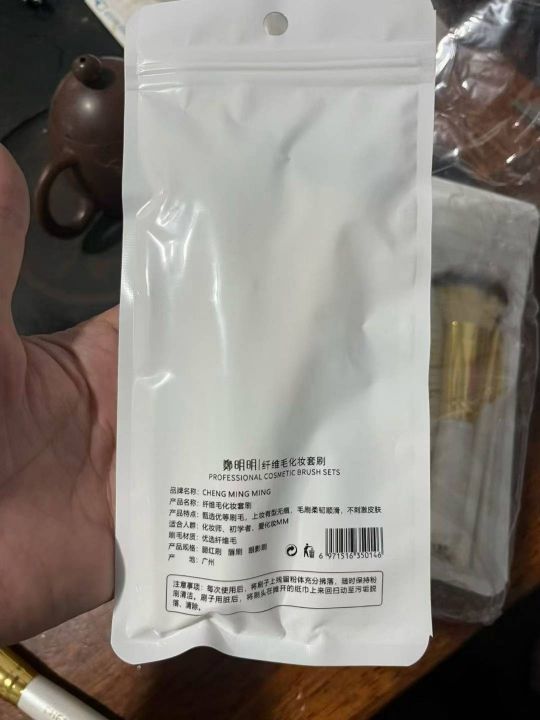 鄭明明|纤维毛化妆套刷
PROFESSIONAL COSMETIC BRUSH SETS
品牌名称：CHENG MING MING
产品名称：纤维毛化妆套刷
产品特点：甄选优等刷毛，上妆有型无痕，毛刷柔韧顺滑，不刺激皮肤
适合人群：化妆师、初学者、爱化妆MM
刷毛材质：优选纤维毛
产品规格：腮红刷 唇刷 眼影刷
产 地：广州
6 971516 350146
注意事项：每次使用后，将刷子上残留粉体充分拂落，随时保持粉
刷清洁。刷子用脏后，将刷头在摊开的纸巾上来回扫动至污垢脱
落、清除。